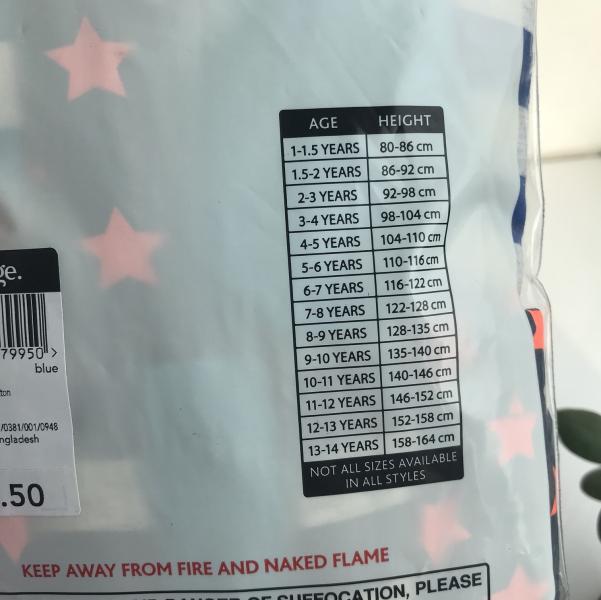 AGE HEIGHT
1-1.5 YEARS 80-86 cm
1.5-2 YEARS 86-92 cm
2-3 YEARS 92-98 cm
3-4 YEARS 98-104 cm
4-5 YEARS 104-110 cm
5-6 YEARS 110-116 cm
6-7 YEARS 116-122 cm
7-8 YEARS 122-128 cm
8-9 YEARS 128-135 cm
9-10 YEARS 135-140 cm
10-11 YEARS 140-146 cm
11-12 YEARS 146-152 cm
12-13 YEARS 152-158 cm
13-14 YEARS 158-164 cm
NOT ALL SIZES AVAILABLE
IN ALL STYLES
ge.
79950 >
blue
tton
/0381/001/0948
ngladesh
.50
KEEP AWAY FROM FIRE AND NAKED FLAME
DANGER OF SUFFOCATION, PLEASE